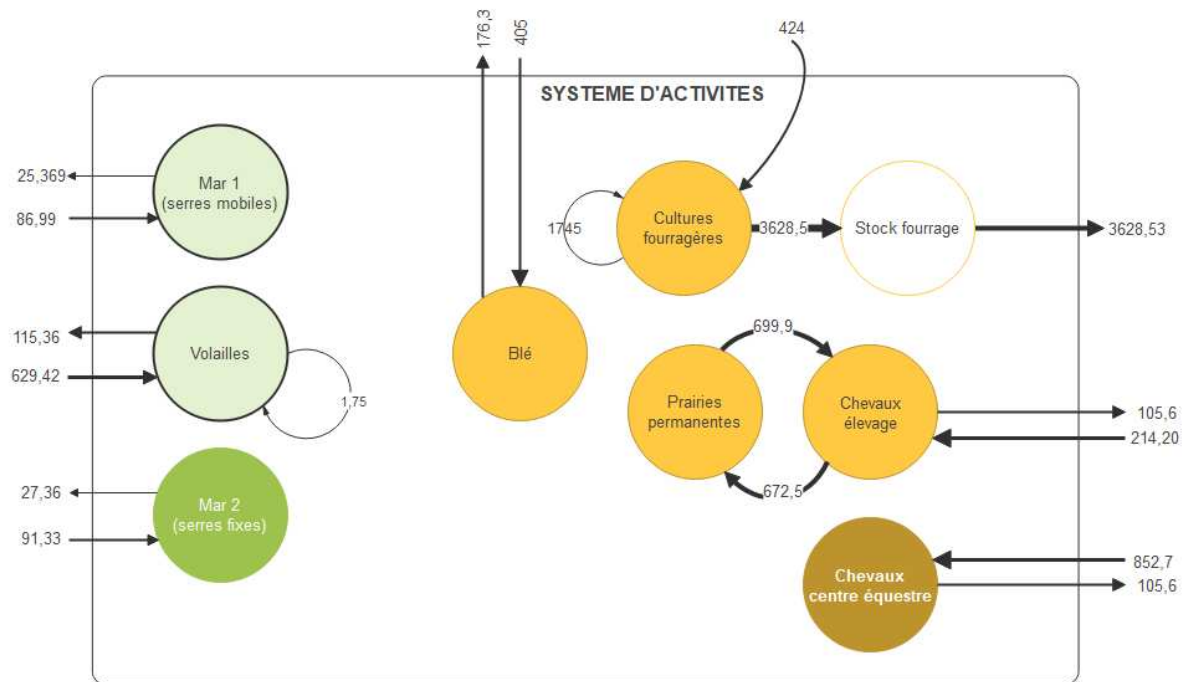 176,3
405
424
SYSTEME D'ACTIVITES
25,369
86,99
Mar 1
(serres mobiles)
1745
Cultures
fourragères
3628,5
Stock fourrage
3628,53
115,36
629,42
Volailles
1,75
Blé
699,9
Prairies
permanentes
Chevaux
élevage
672,5
105,6
214,20
27,36
91,33
Mar 2
(serres fixes)
Chevaux
centre équestre
852,7
105,6